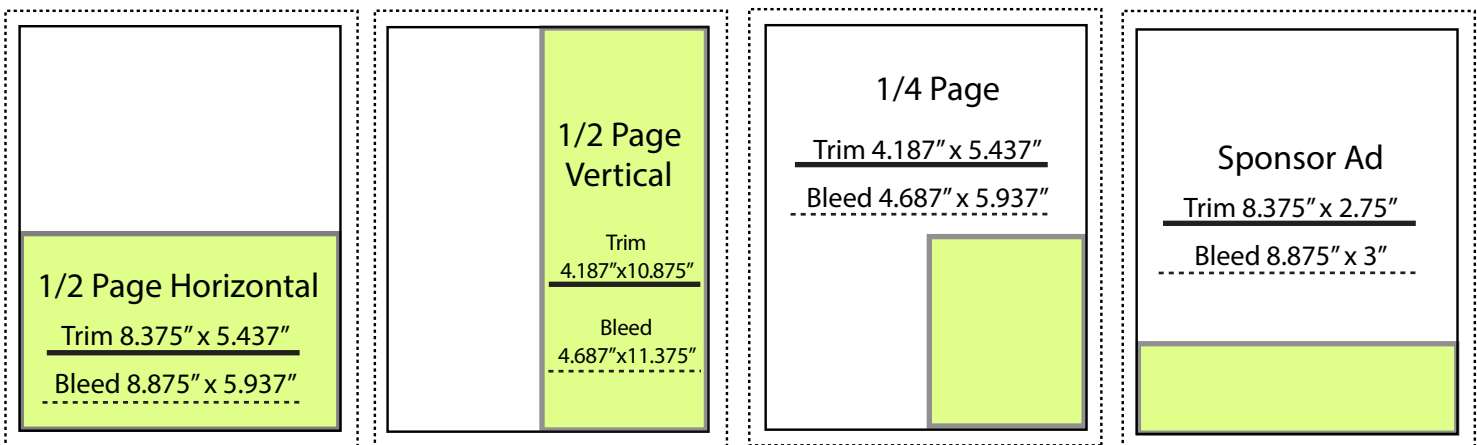 1/2 Page Horizontal
Trim 8.375” x 5.437”
Bleed 8.875” x 5.937”
1/2 Page
Vertical
Trim
4.187”x10.875”
Bleed
4.687”x11.375”
1/4 Page
Trim 4.187” x 5.437”
Bleed 4.687” x 5.937”
Sponsor Ad
Trim 8.375” x 2.75”
Bleed 8.875” x 3”